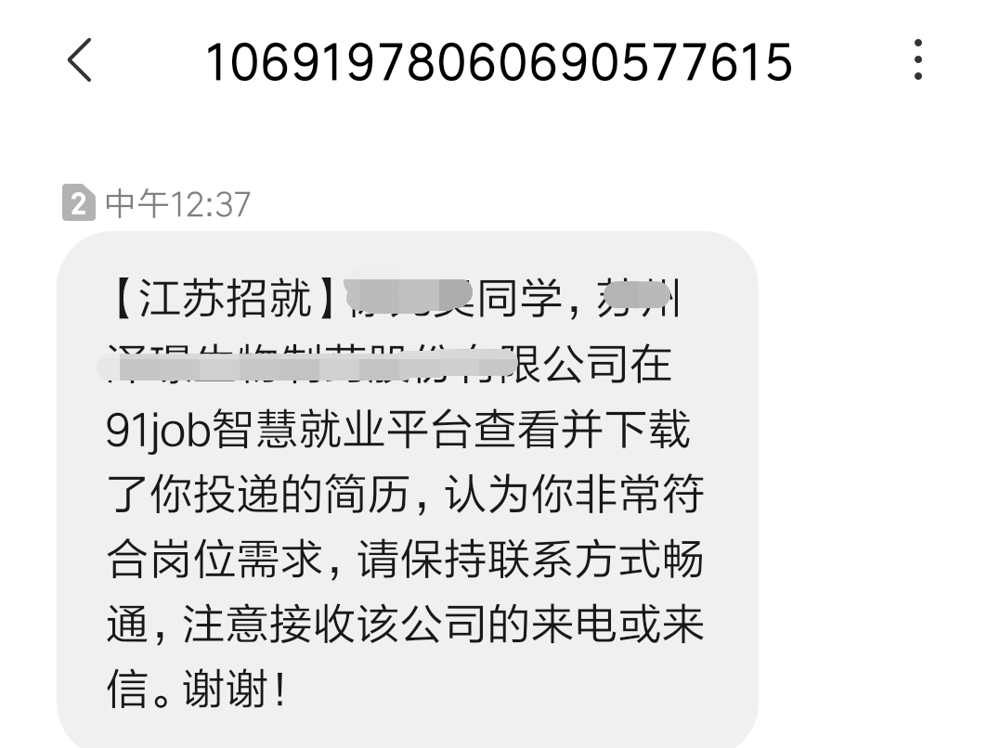 10691978060690577615
2 中午12:37
【江苏招就】同学，州
限公司在
91job智慧就业平台查看并下载
了你投递的简历，认为你非常符
合岗位需求，请保持联系方式畅
通，注意接收该公司的来电或来
信。谢谢！